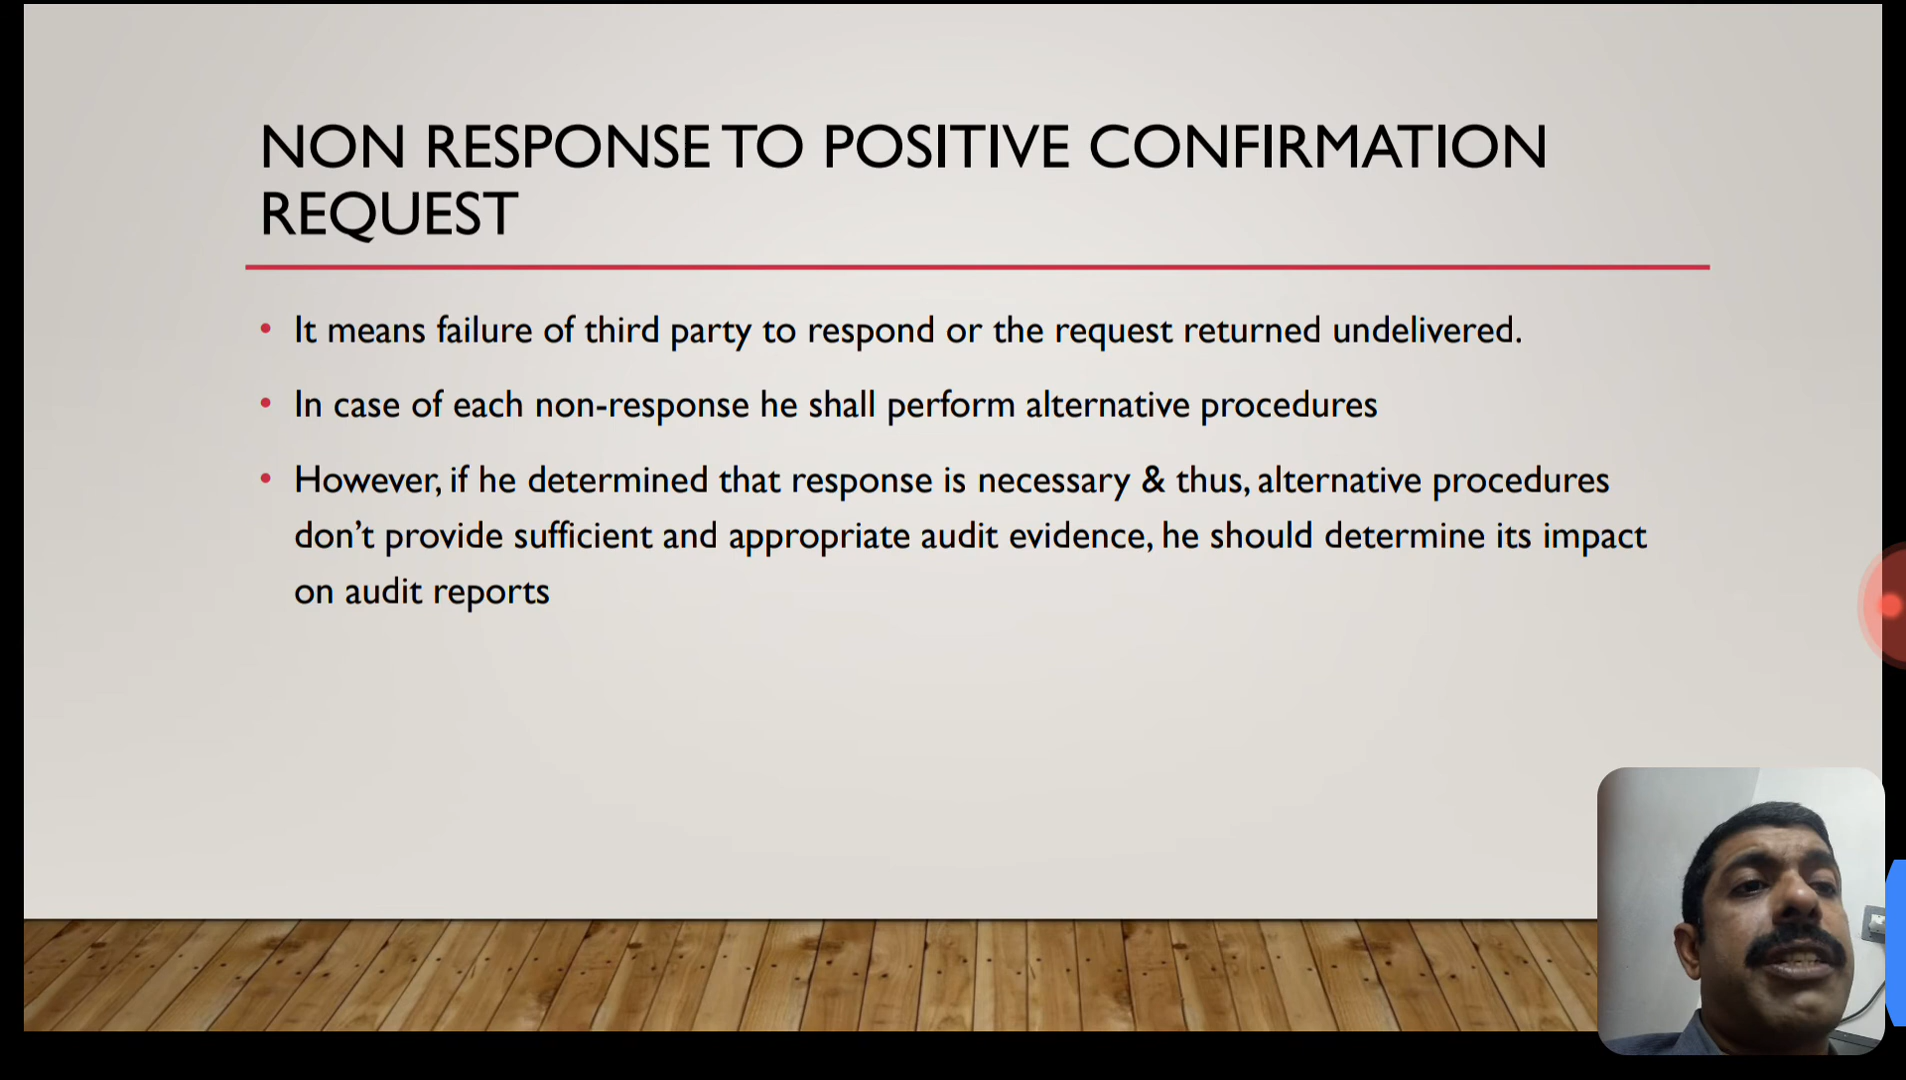 NON RESPONSE TO POSITIVE CONFIRMATION
REQUEST
• It means failure of third party to respond or the request returned undelivered.
• In case of each non-response he shall perform alternative procedures
• However, if he determined that response is necessary & thus, alternative procedures
don’t provide sufficient and appropriate audit evidence, he should determine its impact
on audit reports